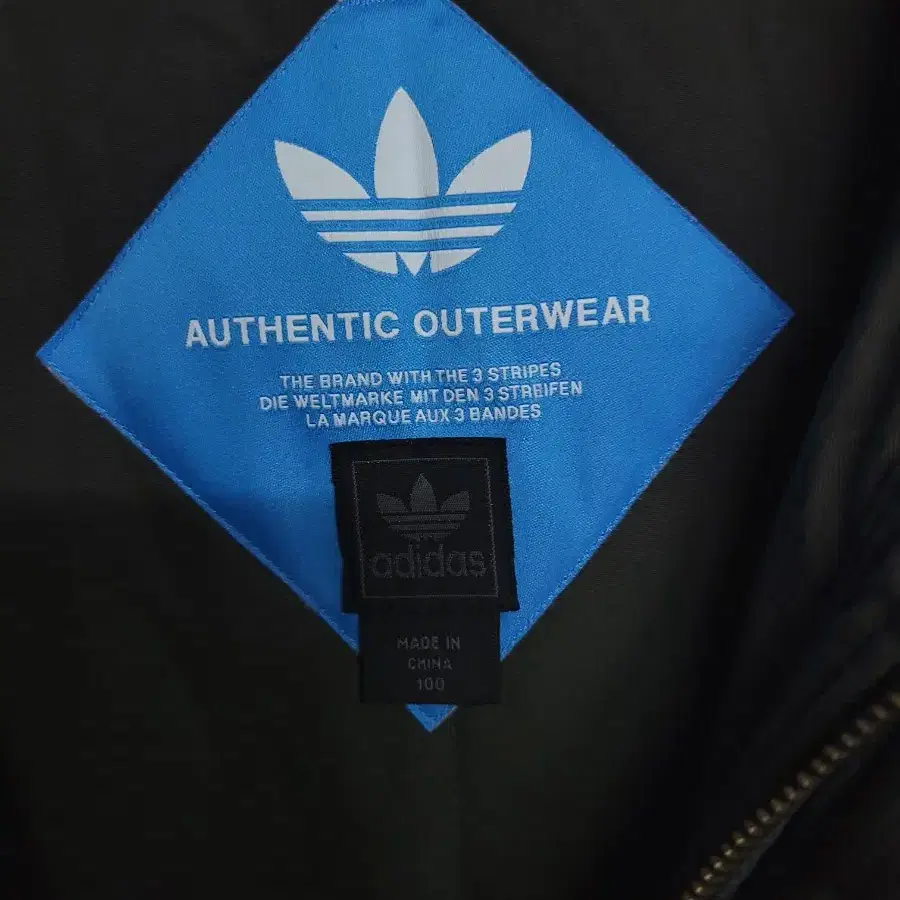 AUTHENTIC OUTERWEAR
THE BRAND WITH THE 3 STRIPES
DIE WELTMARKE MIT DEN 3 STREIFEN
LA MARQUE AUX 3 BANDES
adidas
MADE IN
CHINA
100